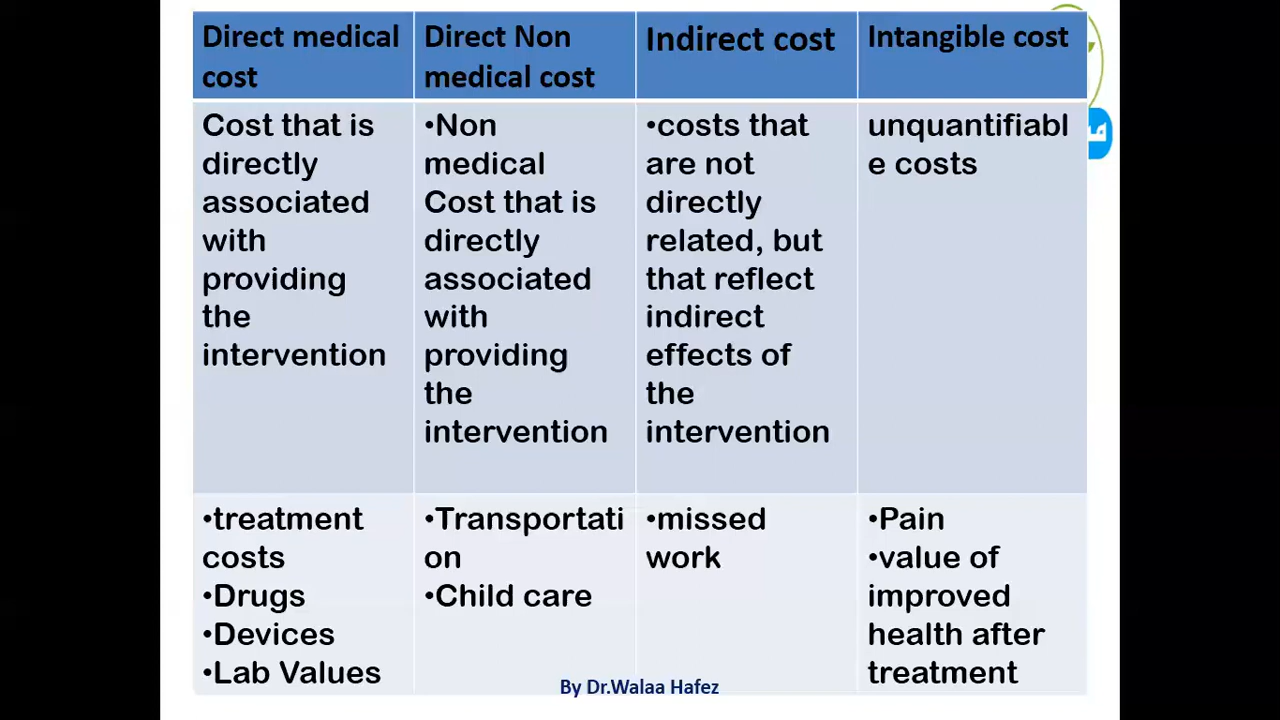 Direct medical
cost
Direct Non
medical cost
Indirect cost
Intangible cost
Cost that is
directly
associated
with
providing
the
intervention
•Non
medical
Cost that is
directly
associated
with
providing
the
intervention
•costs that
are not
directly
related, but
that reflect
indirect
effects of
the
intervention
unquantifiabl
e costs
•treatment
costs
•Drugs
•Devices
•Lab Values
•Transportati
on
•Child care
•missed
work
•Pain
•value of
improved
health after
treatment
By Dr.Walaa Hafez